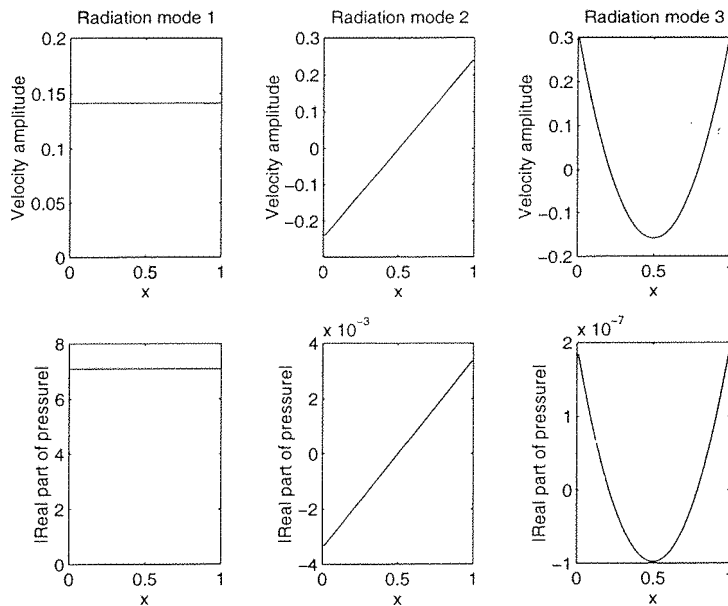 Radiation mode 1
Radiation mode 2
Radiation mode 3
Velocity amplitude
0.2
0.15
0.1
0.05
0
0
0.5
1
x
Velocity amplitude
0.3
0.2
0.1
0
−0.1
−0.2
0
0.5
1
x
Velocity amplitude
0.3
0.2
0.1
0
−0.1
−0.2
0
0.5
1
x
|Real part of pressure|
8
6
4
2
0
0
0.5
1
x
x 10⁻³
|Real part of pressure|
4
2
0
−2
−4
0
0.5
1
x
x 10⁻⁷
|Real part of pressure|
2
1
0
−1
0
0.5
1
x